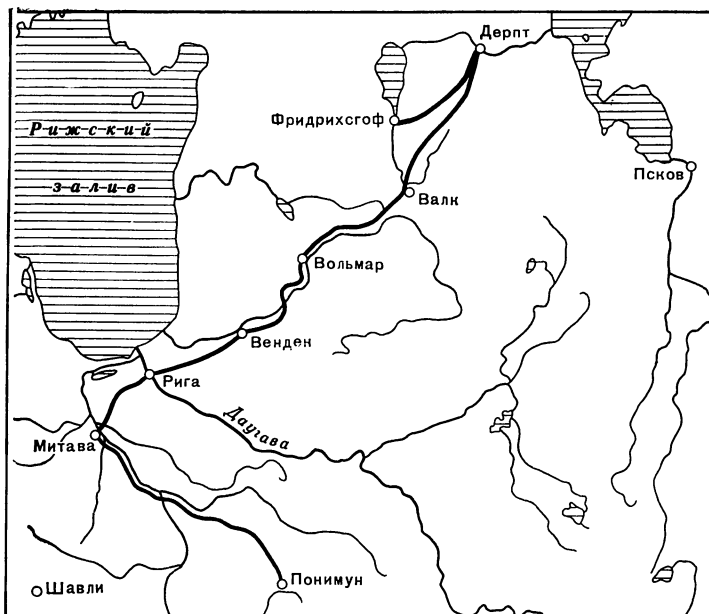 Дерпт
Фридрихсгоф
Р-и-ж-с-к-и-й
з-а-л-и-в
Псков
Валк
Вольмар
Венден
Рига
Даугава
Митава
Понимун
Шавли